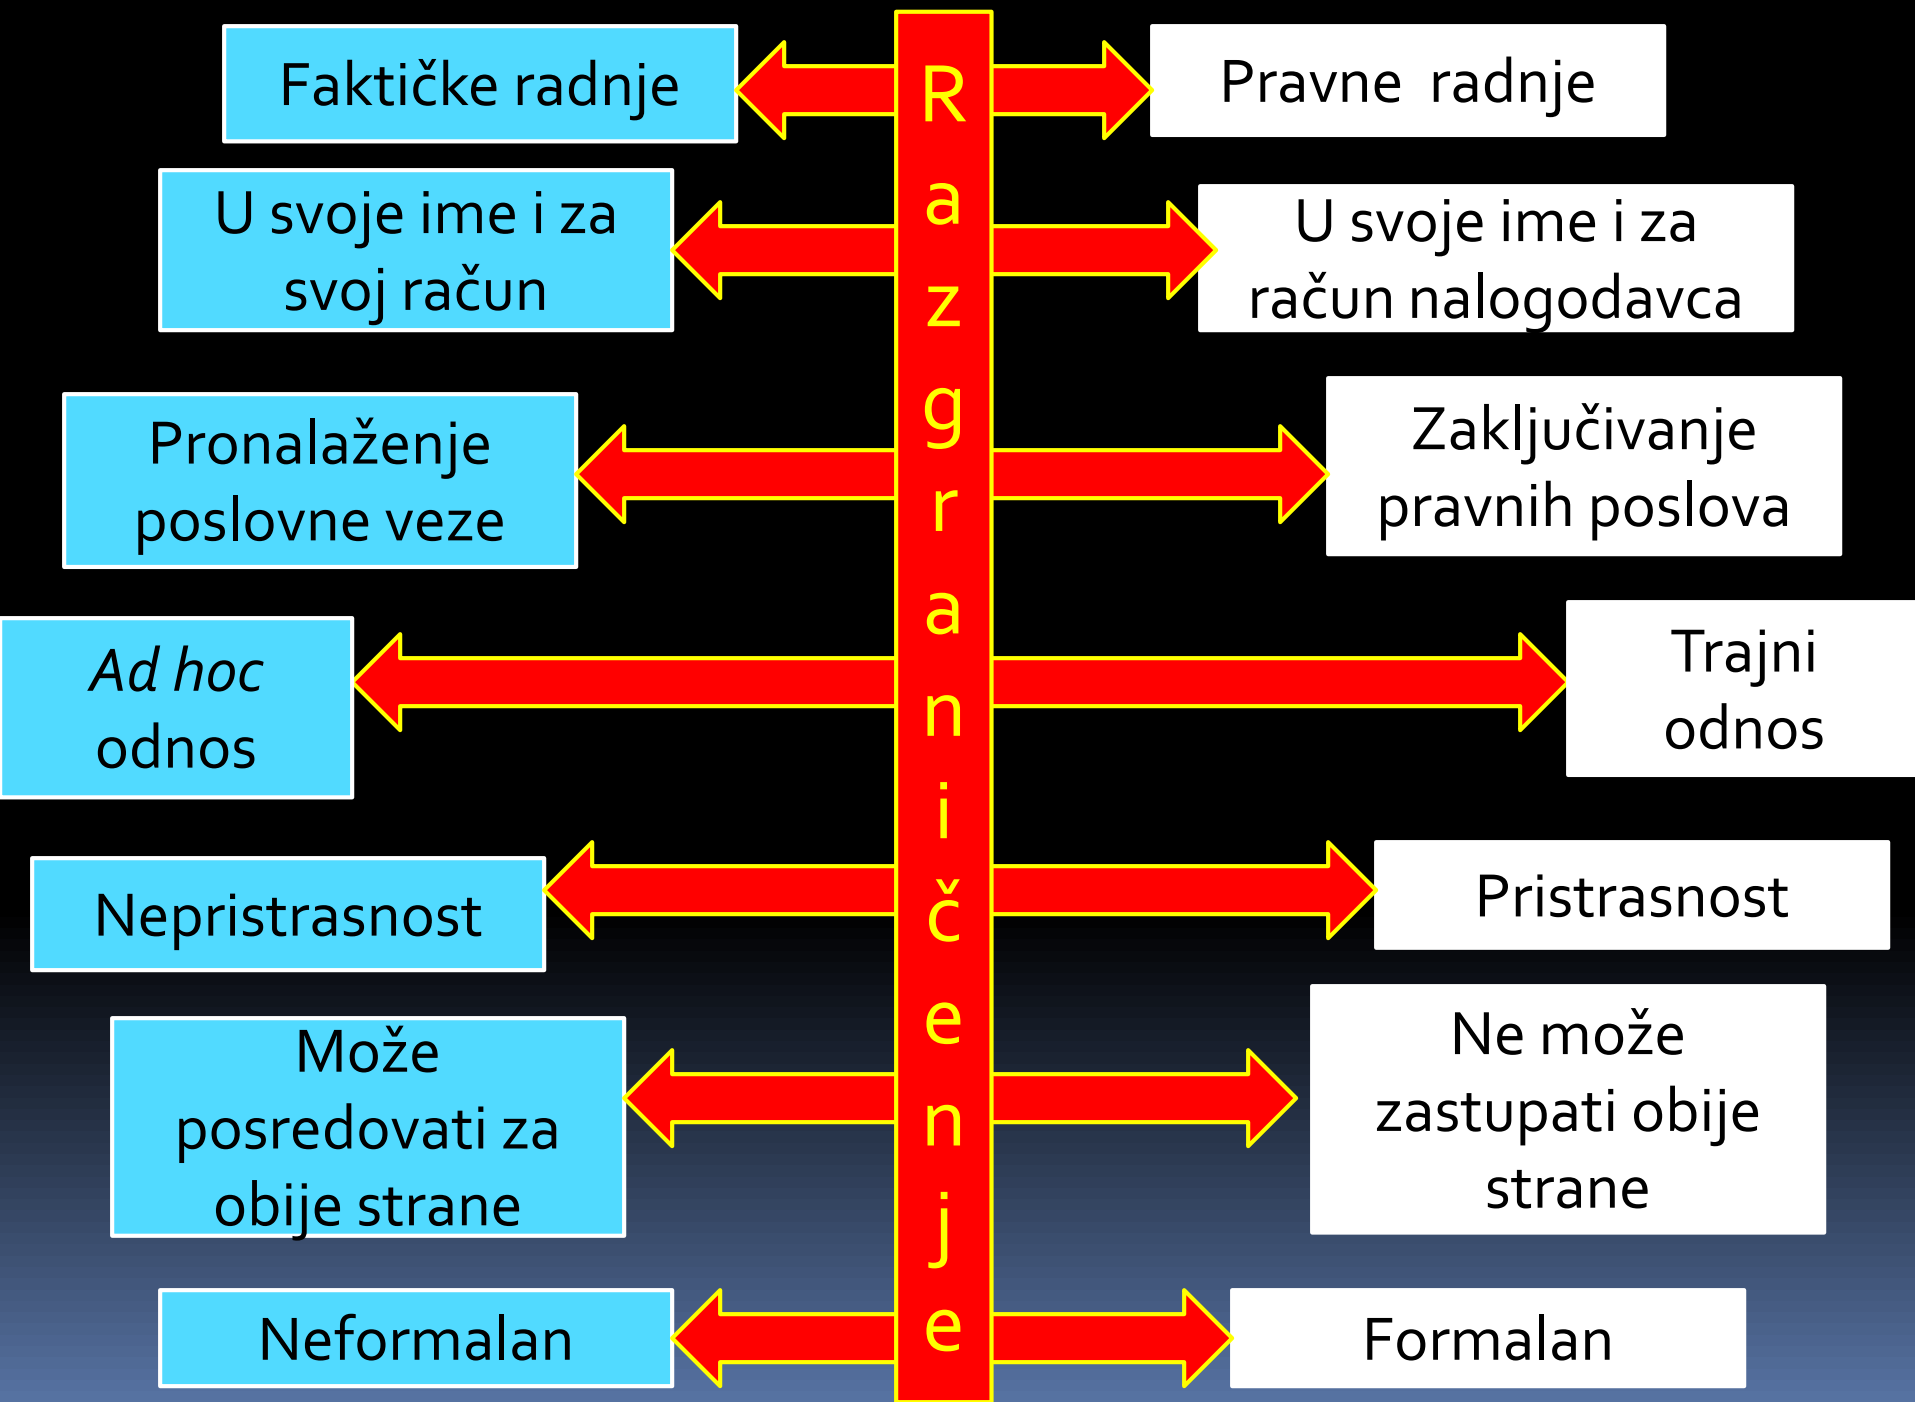 Razgraničenje
Faktičke radnje
Pravne radnje
U svoje ime i za
svoj račun
U svoje ime i za
račun nalogodavca
Pronalaženje
poslovne veze
Zaključivanje
pravnih poslova
Ad hoc
odnos
Trajni
odnos
Nepristrasnost
Pristrasnost
Može
posredovati za
obije strane
Ne može
zastupati obije
strane
Neformalan
Formalan